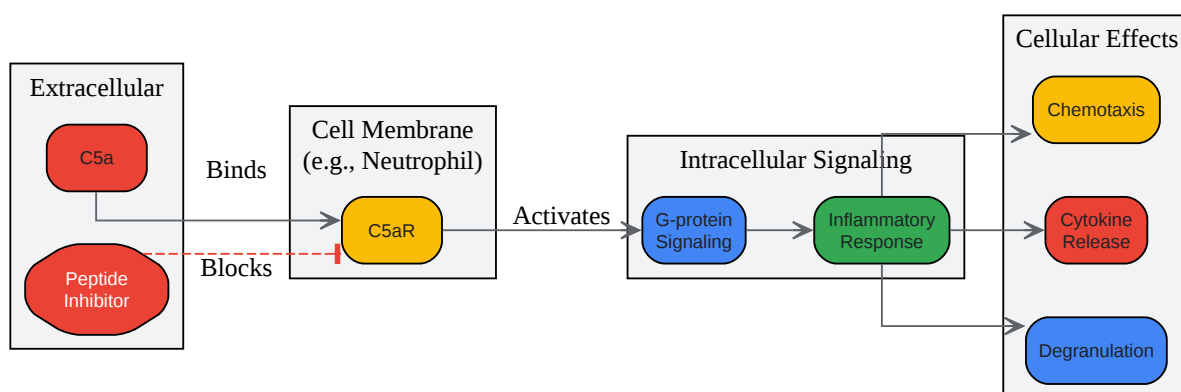 Extracellular
C5a
Peptide
Inhibitor
Binds
Blocks
Cell Membrane
(e.g., Neutrophil)
C5aR
Activates
Intracellular Signaling
G-protein
Signaling
Inflammatory
Response
Cellular Effects
Chemotaxis
Cytokine
Release
Degranulation